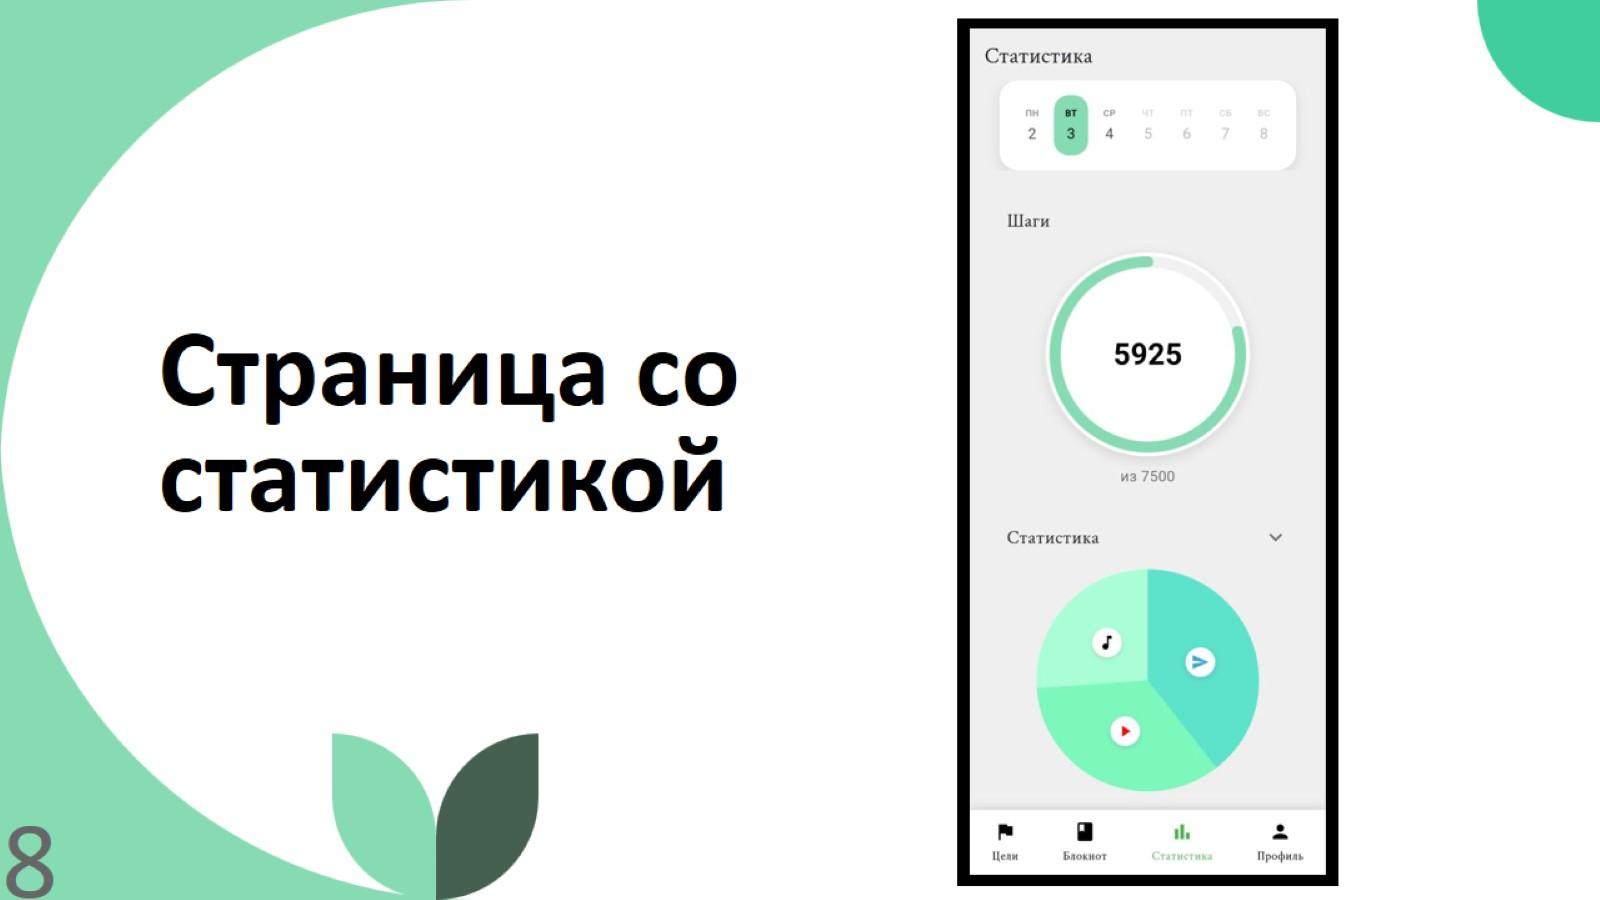 Страница со
статистикой
8
Статистика
ПН ВТ СР ЧТ ПТ СБ ВС
2 3 4 5 6 7 8
Шаги
5925
из 7500
Статистика
Цели Блокнот Статистика Профиль